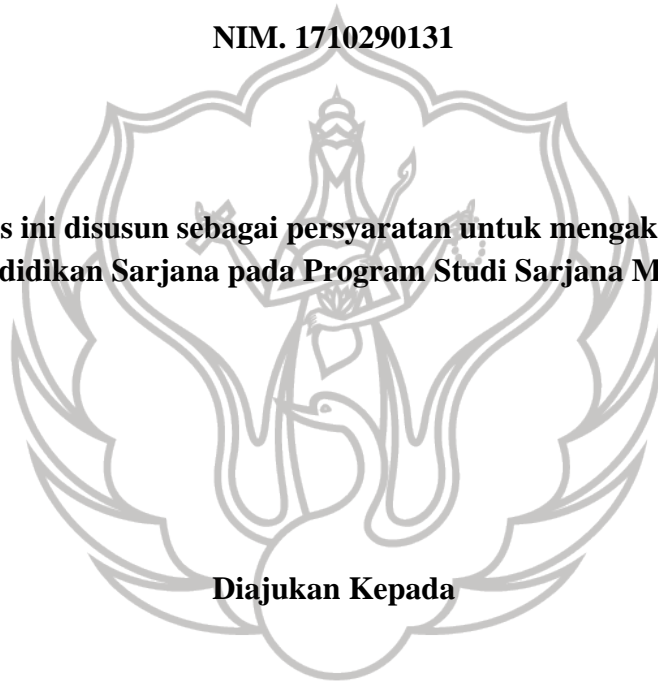 NIM. 1710290131
s ini disusun sebagai persyaratan untuk mengak
didikan Sarjana pada Program Studi Sarjana M
Diajukan Kepada